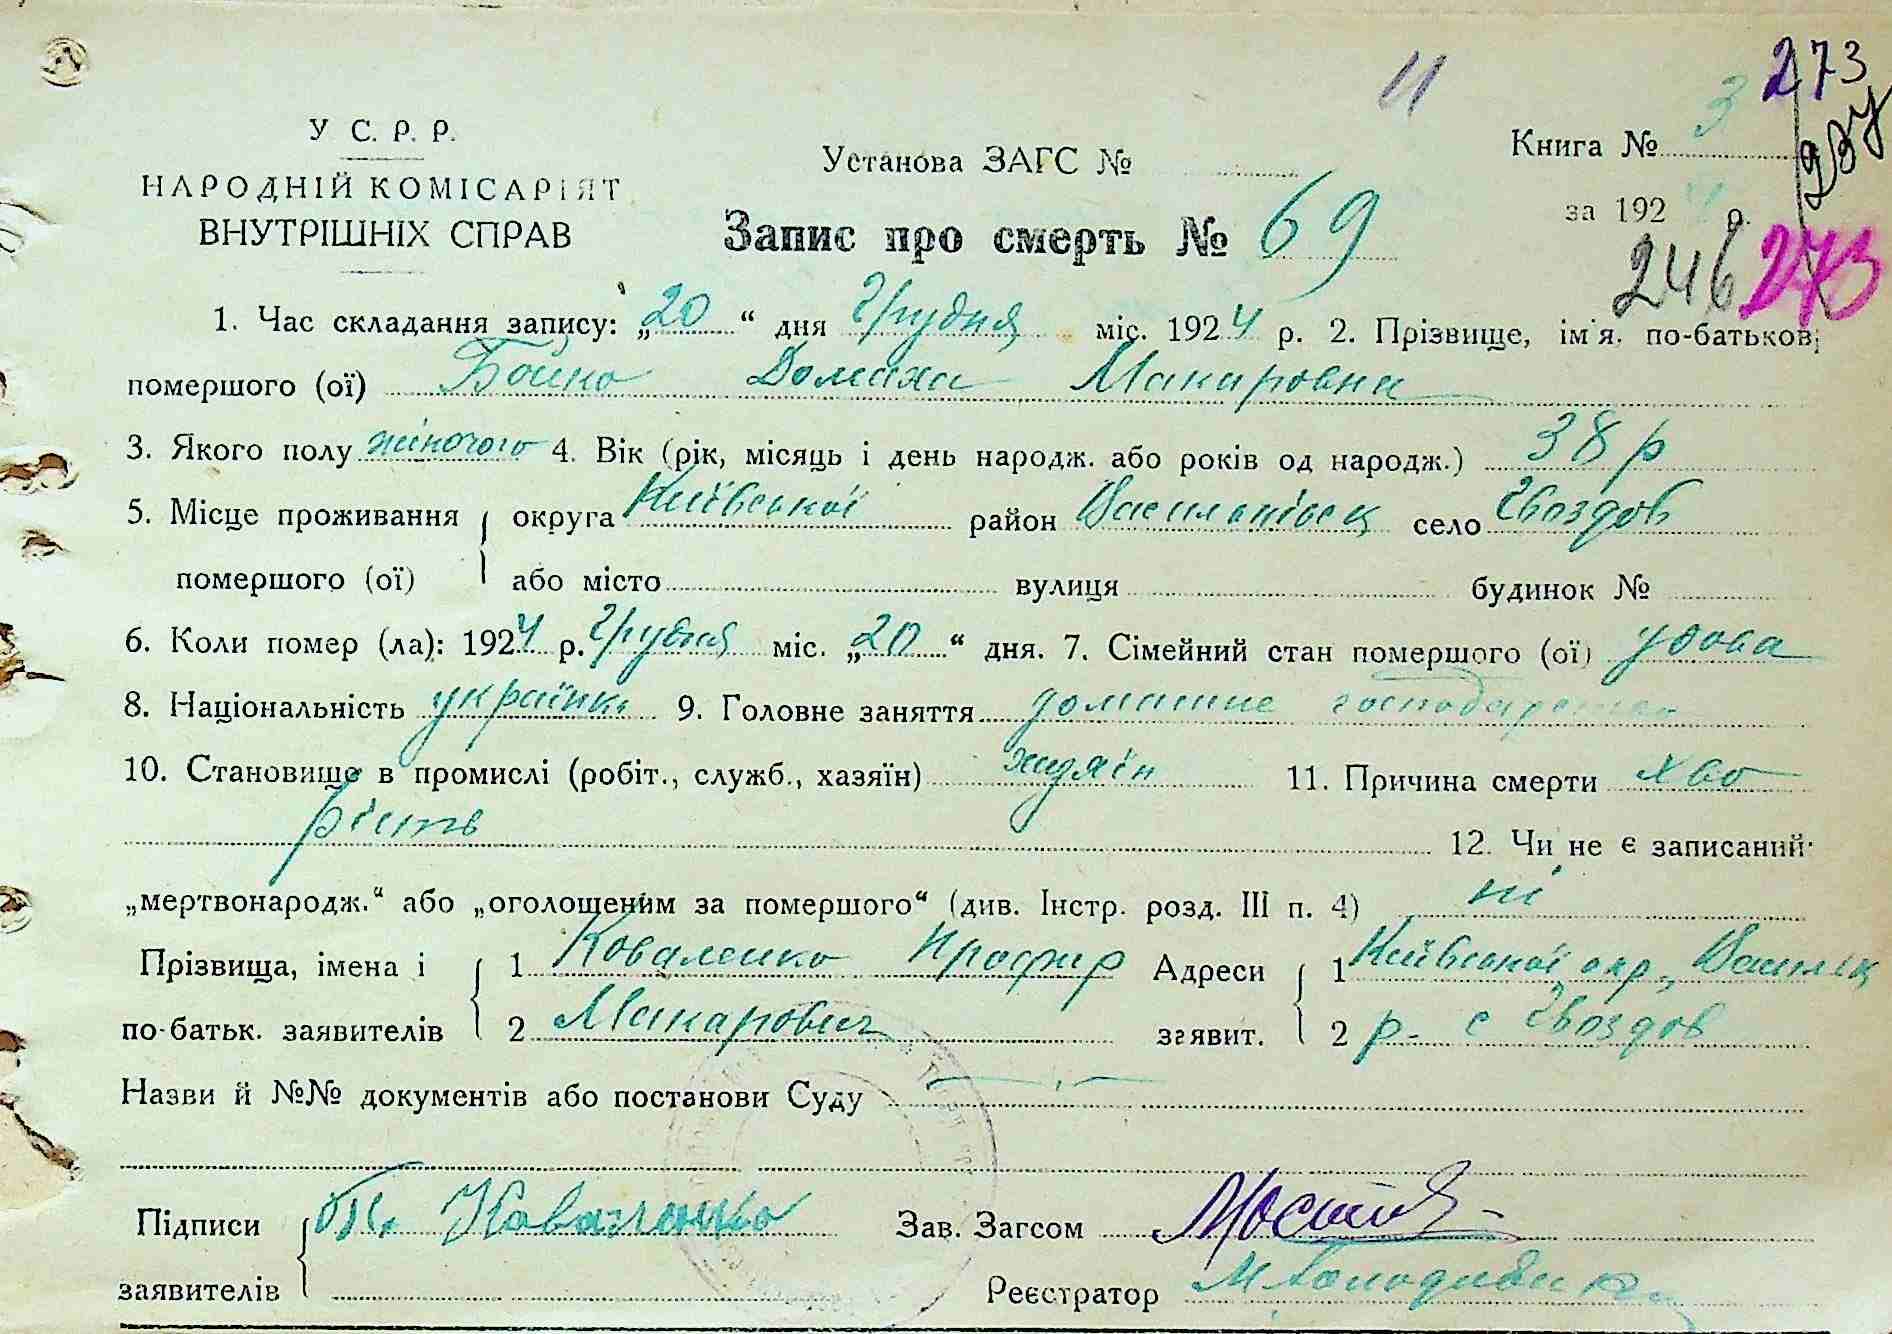 11
273
У С. Р. Р.
НАРОДНІЙ КОМІСАРІЯТ
ВНУТРІШНІХ СПРАВ
Установа ЗАГС №
Книга № 3
за 192 р.
Запис про смерть № 69
246 273
1. Час складання запису: „20“ дня Грудня міс. 1924 р. 2. Прізвище, ім'я, по-батькові
помершого (ої) Бойко Домаха Макаровна
3. Якого полу жіночого 4. Вік (рік, місяць і день народж. або років од народж.) 38 р
5. Місце проживання округа Київської район Васильківськ село Гвоздов
помершого (ої) або місто вулиця будинок №
6. Коли помер (ла): 1924 р. Грудня міс. „20“ дня. 7. Сімейний стан помершого (ої) удова
8. Національність українка 9. Головне заняття домашнє господарство
10. Становище в промислі (робіт., служб., хазяїн) хазяїн 11. Причина смерти хво
рість
12. Чи не є записаний
„мертвонародж.“ або „оголошеним за помершого“ (див. Інстр. розд. III п. 4) ні
Прізвища, імена і 1 Коваленко Профир Адреси 1 Київської окр., Васильк
по-батьк. заявителів 2 Макарович заявит. 2 р- с Гвоздов
Назви й №№ документів або постанови Суду
Підписи Коваленко Зав. Загсом
заявителів Реєстратор